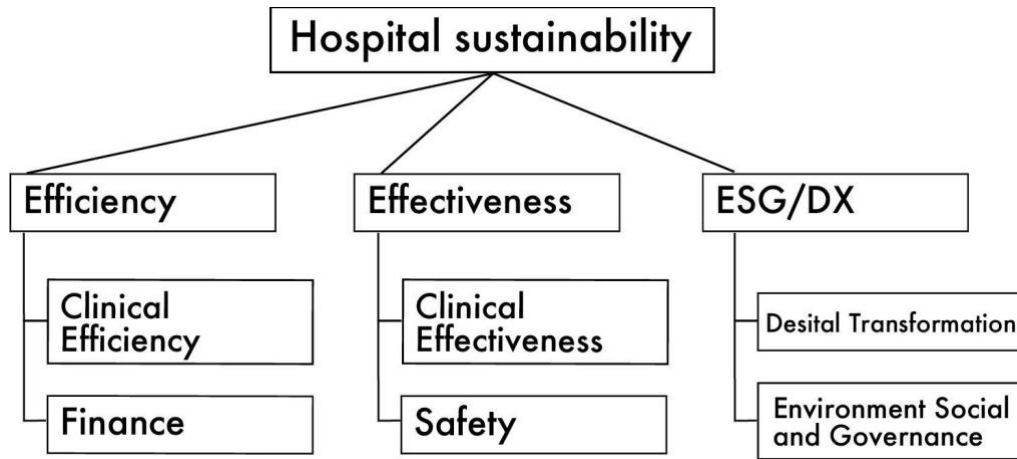 Hospital sustainability
Efficiency
Clinical
Efficiency
Finance
Effectiveness
Clinical
Effectiveness
Safety
ESG/DX
Desital Transformation
Environment Social
and Governance